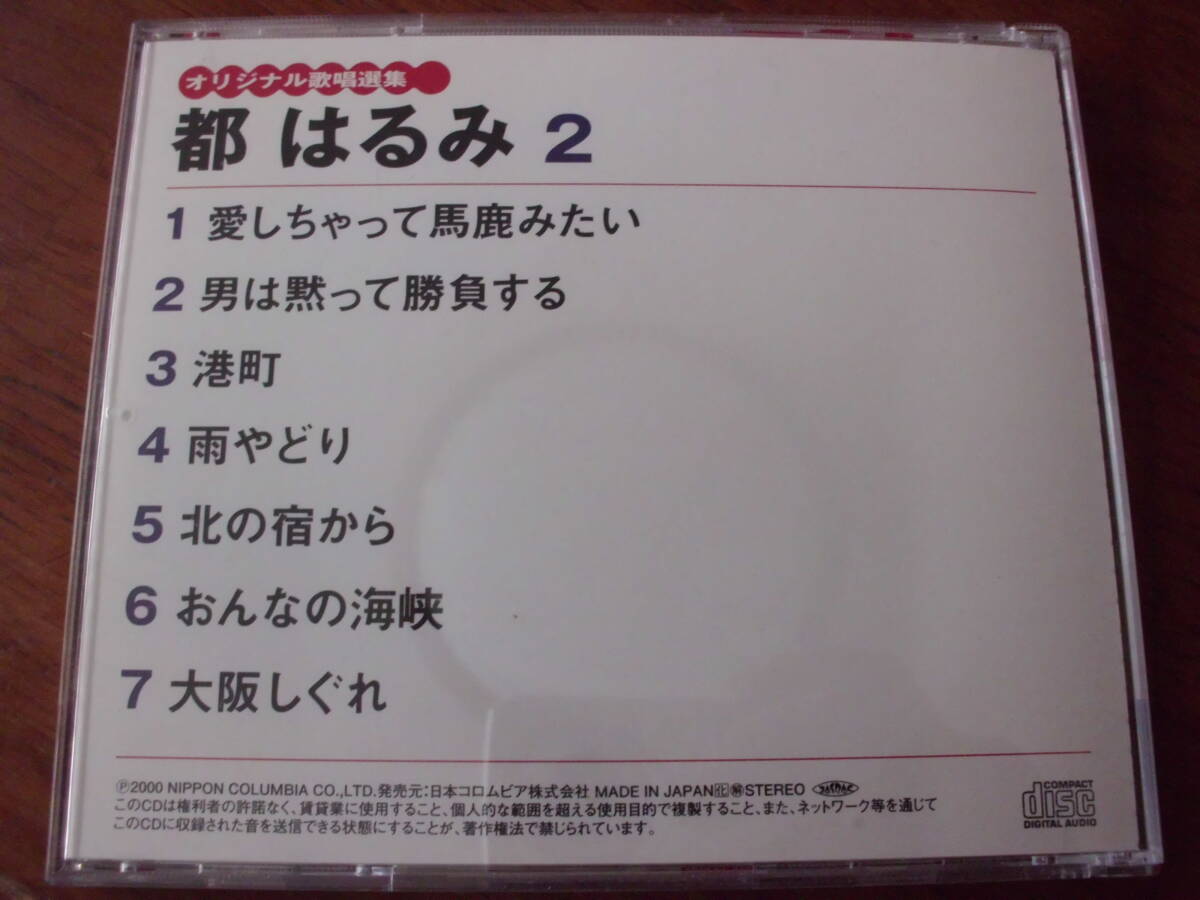 オリジナル歌唱選集
都 はるみ 2
1 愛しちゃって馬鹿みたい
2 男は黙って勝負する
3 港町
4 雨やどり
5 北の宿から
6 おんなの海峡
7 大阪しぐれ
Ⓟ2000 NIPPON COLUMBIA CO.,LTD.発売元:日本コロムビア株式会社 MADE IN JAPAN STEREO
このCDは権利者の許諾なく、賃貸業に使用すること、個人的な範囲を超える使用目的で複製すること、また、ネットワーク等を通じて
このCDに収録された音を送信できる状態にすることが、著作権法で禁じられています。
COMPACT
disc
DIGITAL AUDIO